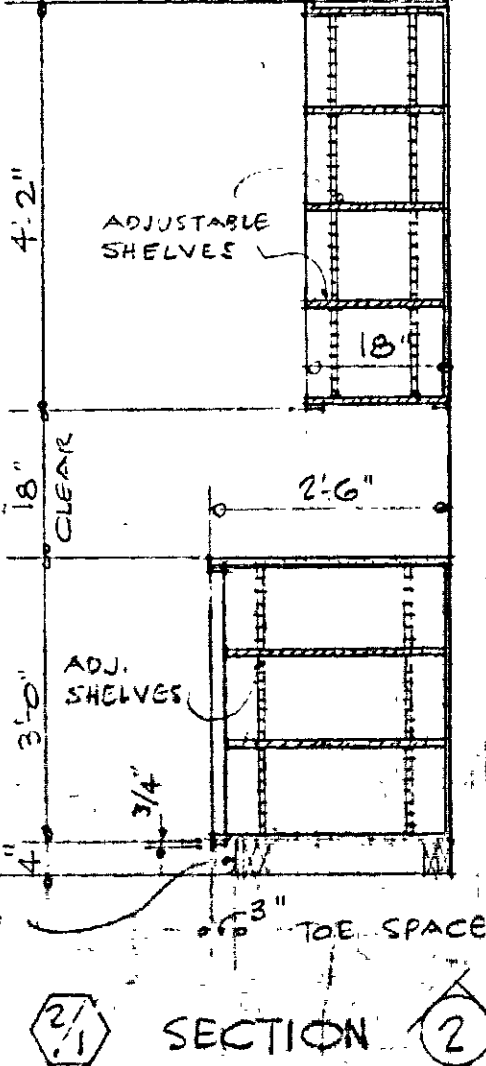 4'-2"
ADJUSTABLE
SHELVES
18"
18"
CLEAR
2'-6"
ADJ.
SHELVES
3'-0"
3/4"
4"
3"
TOE SPACE
2/1
SECTION
2